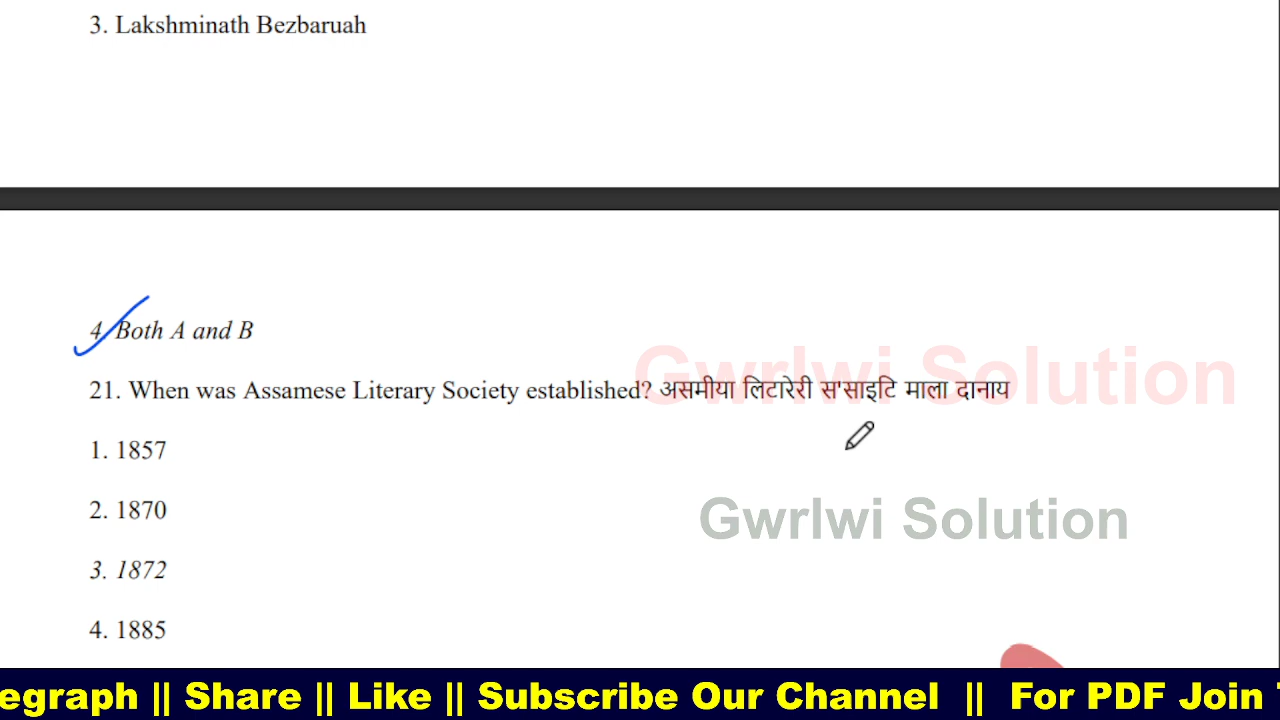 3. Lakshminath Bezbaruah
4. Both A and B
21. When was Assamese Literary Society established? असमीया लिटारेरी स'साइटि माला दानाय
Gwrlwi Solution
1. 1857
2. 1870
Gwrlwi Solution
3. 1872
4. 1885
egraph || Share || Like || Subscribe Our Channel || For PDF Join